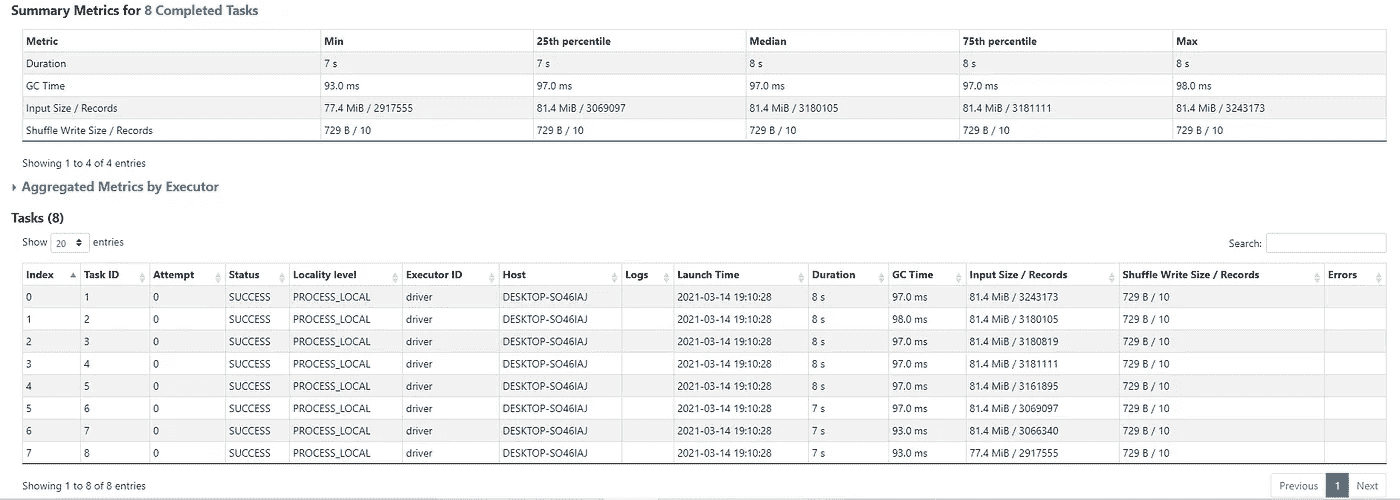 Summary Metrics for 8 Completed Tasks
Metric Min 25th percentile Median 75th percentile Max
Duration 7 s 7 s 8 s 8 s 8 s
GC Time 93.0 ms 97.0 ms 97.0 ms 97.0 ms 98.0 ms
Input Size / Records 77.4 MiB / 2917555 81.4 MiB / 3069097 81.4 MiB / 3180105 81.4 MiB / 3181111 81.4 MiB / 3243173
Shuffle Write Size / Records 729 B / 10 729 B / 10 729 B / 10 729 B / 10 729 B / 10
Showing 1 to 4 of 4 entries
Aggregated Metrics by Executor
Tasks (8)
Show 20 entries Search:
Index Task ID Attempt Status Locality level Executor ID Host Logs Launch Time Duration GC Time Input Size / Records Shuffle Write Size / Records Errors
0 1 0 SUCCESS PROCESS_LOCAL driver DESKTOP-SO46IAJ 2021-03-14 19:10:28 8 s 97.0 ms 81.4 MiB / 3243173 729 B / 10
1 2 0 SUCCESS PROCESS_LOCAL driver DESKTOP-SO46IAJ 2021-03-14 19:10:28 8 s 98.0 ms 81.4 MiB / 3180105 729 B / 10
2 3 0 SUCCESS PROCESS_LOCAL driver DESKTOP-SO46IAJ 2021-03-14 19:10:28 8 s 97.0 ms 81.4 MiB / 3180819 729 B / 10
3 4 0 SUCCESS PROCESS_LOCAL driver DESKTOP-SO46IAJ 2021-03-14 19:10:28 8 s 97.0 ms 81.4 MiB / 3181111 729 B / 10
4 5 0 SUCCESS PROCESS_LOCAL driver DESKTOP-SO46IAJ 2021-03-14 19:10:28 8 s 97.0 ms 81.4 MiB / 3161895 729 B / 10
5 6 0 SUCCESS PROCESS_LOCAL driver DESKTOP-SO46IAJ 2021-03-14 19:10:28 7 s 97.0 ms 81.4 MiB / 3069097 729 B / 10
6 7 0 SUCCESS PROCESS_LOCAL driver DESKTOP-SO46IAJ 2021-03-14 19:10:28 7 s 93.0 ms 81.4 MiB / 3066340 729 B / 10
7 8 0 SUCCESS PROCESS_LOCAL driver DESKTOP-SO46IAJ 2021-03-14 19:10:28 7 s 93.0 ms 77.4 MiB / 2917555 729 B / 10
Showing 1 to 8 of 8 entries Previous 1 Next